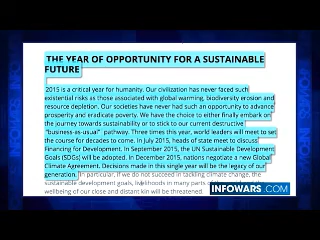 THE YEAR OF OPPORTUNITY FOR A SUSTAINABLE
FUTURE
2015 is a critical year for humanity. Our civilization has never faced such
existential risks as those associated with global warming, biodiversity erosion and
resource depletion. Our societies have never had such an opportunity to advance
prosperity and eradicate poverty. We have the choice to either finally embark on
the journey towards sustainability or to stick to our current destructive
"business-as-usual" pathway. Three times this year, world leaders will meet to set
the course for decades to come. In July 2015, heads of state meet to discuss
Financing for Development. In September 2015, the UN Sustainable Development
Goals (SDGs) will be adopted. In December 2015, nations negotiate a new Global
Climate Agreement. Decisions made in this single year will be the legacy of our
generation. In particular, if we do not succeed in tackling climate change, the
sustainable development goals, livelihoods in many parts of
wellbeing of our close and distant kin will be threatened.
INFOWARS.COM